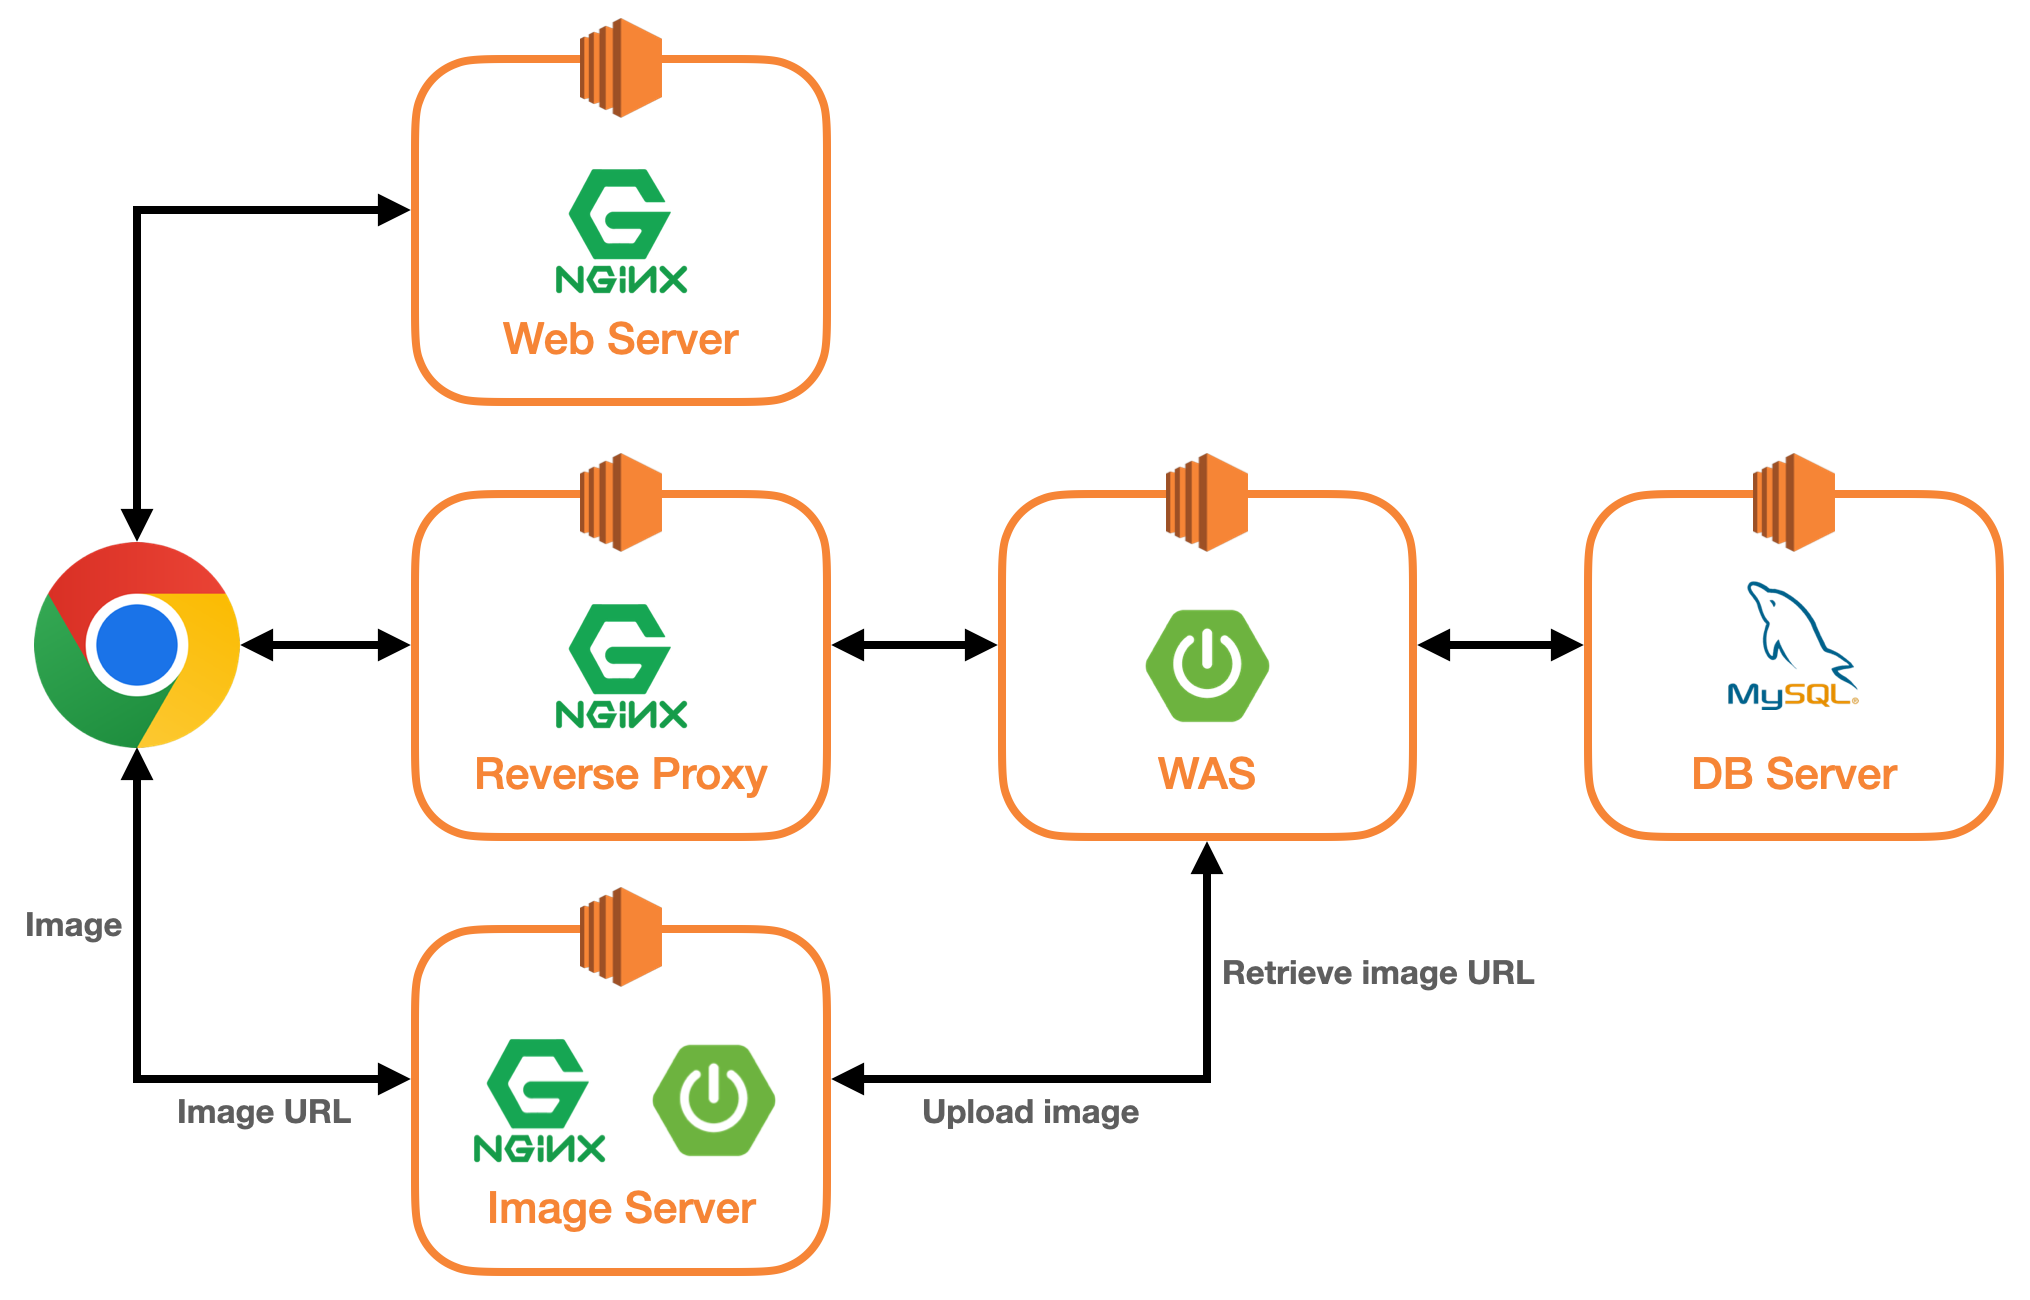 NGINX
Web Server
NGINX
Reverse Proxy
WAS
MySQL®
DB Server
Image
Image URL
NGINX
Image Server
Upload image
Retrieve image URL